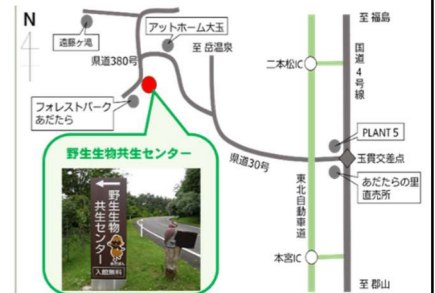 N
至 福島
アットホーム大玉
遠藤ヶ滝
至 岳温泉
県道380号
二本松IC
国道4号線
フォレストパーク
あだたら
PLANT 5
玉貫交差点
野生生物共生センター
県道30号
東北自動車道
あだたらの里
直売所
野生生物
共生センター
入館無料
本宮IC
至 郡山